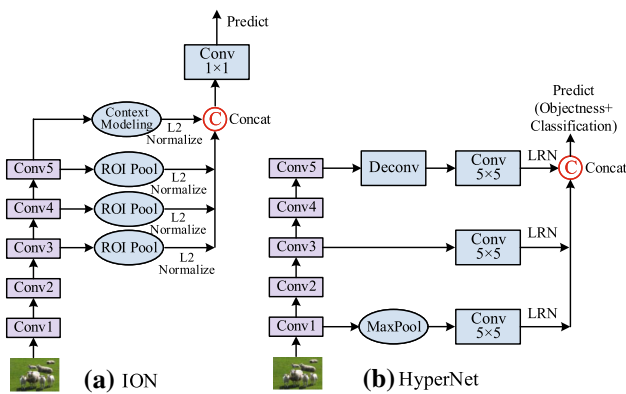 Predict
Conv
1×1
Context
Modeling
L2
Normalize
C
Concat
Conv5
ROI Pool
L2
Normalize
Conv4
ROI Pool
L2
Normalize
Conv3
ROI Pool
L2
Normalize
Conv2
Conv1
(a) ION
Predict
(Objectness+
Classification)
Conv5
Deconv
Conv
5×5
LRN
C
Concat
Conv4
Conv3
Conv
5×5
LRN
Conv2
Conv1
MaxPool
Conv
5×5
LRN
(b) HyperNet